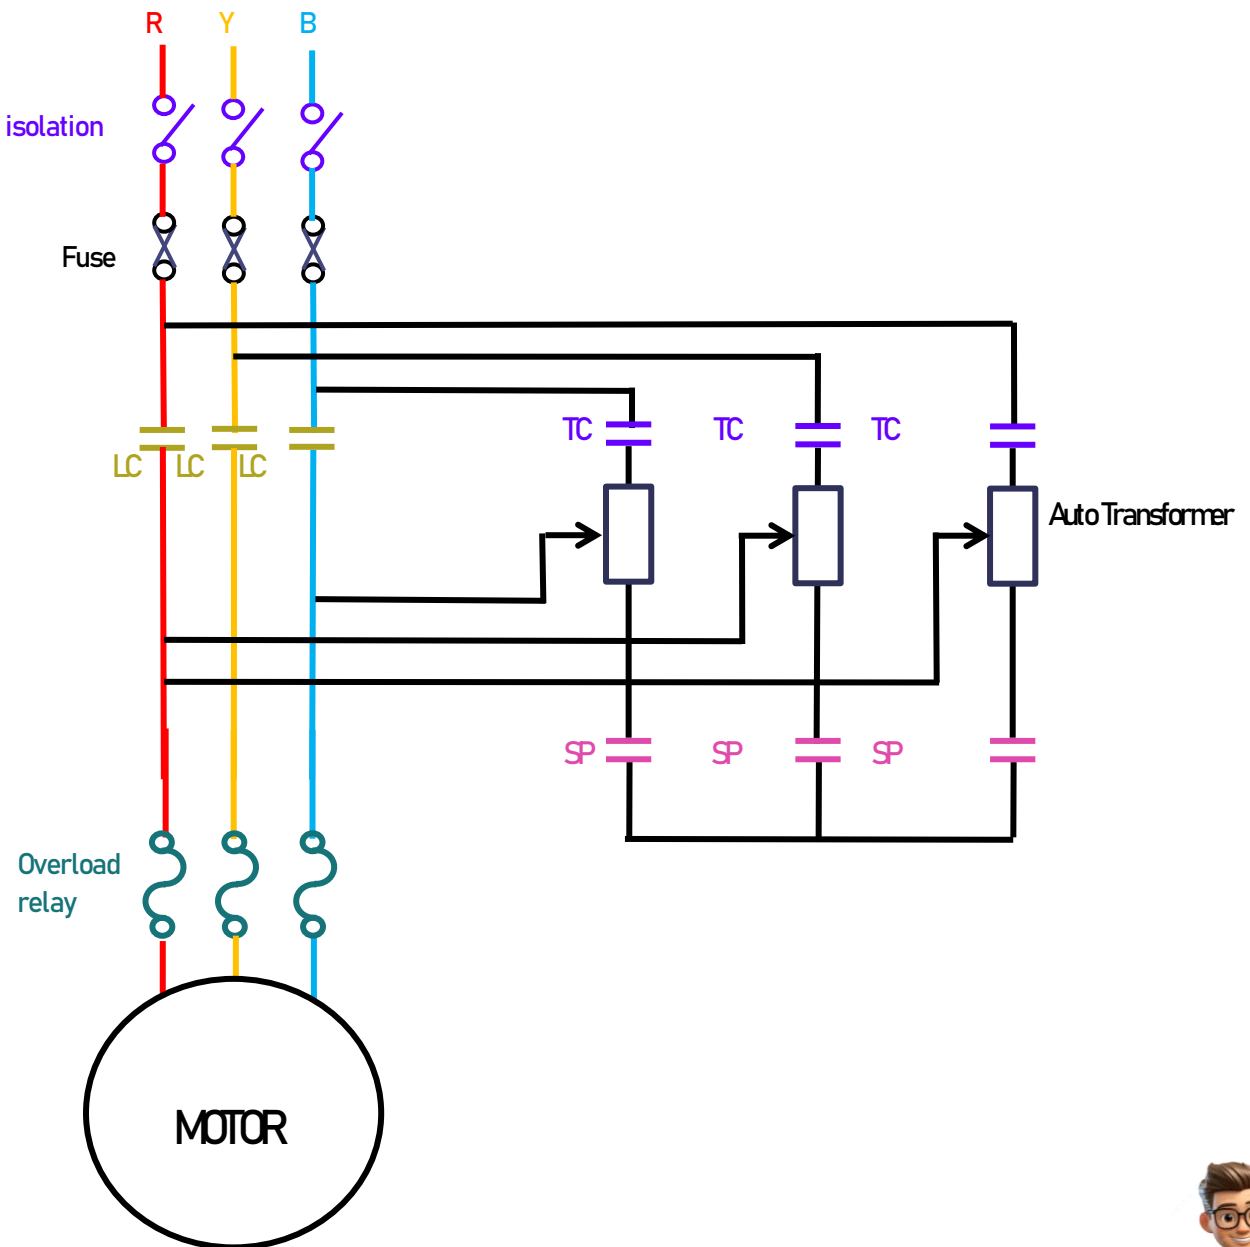 R Y B
isolation
Fuse
TC TC TC
LC LC LC
Auto Transformer
SP SP SP
Overload
relay
MOTOR